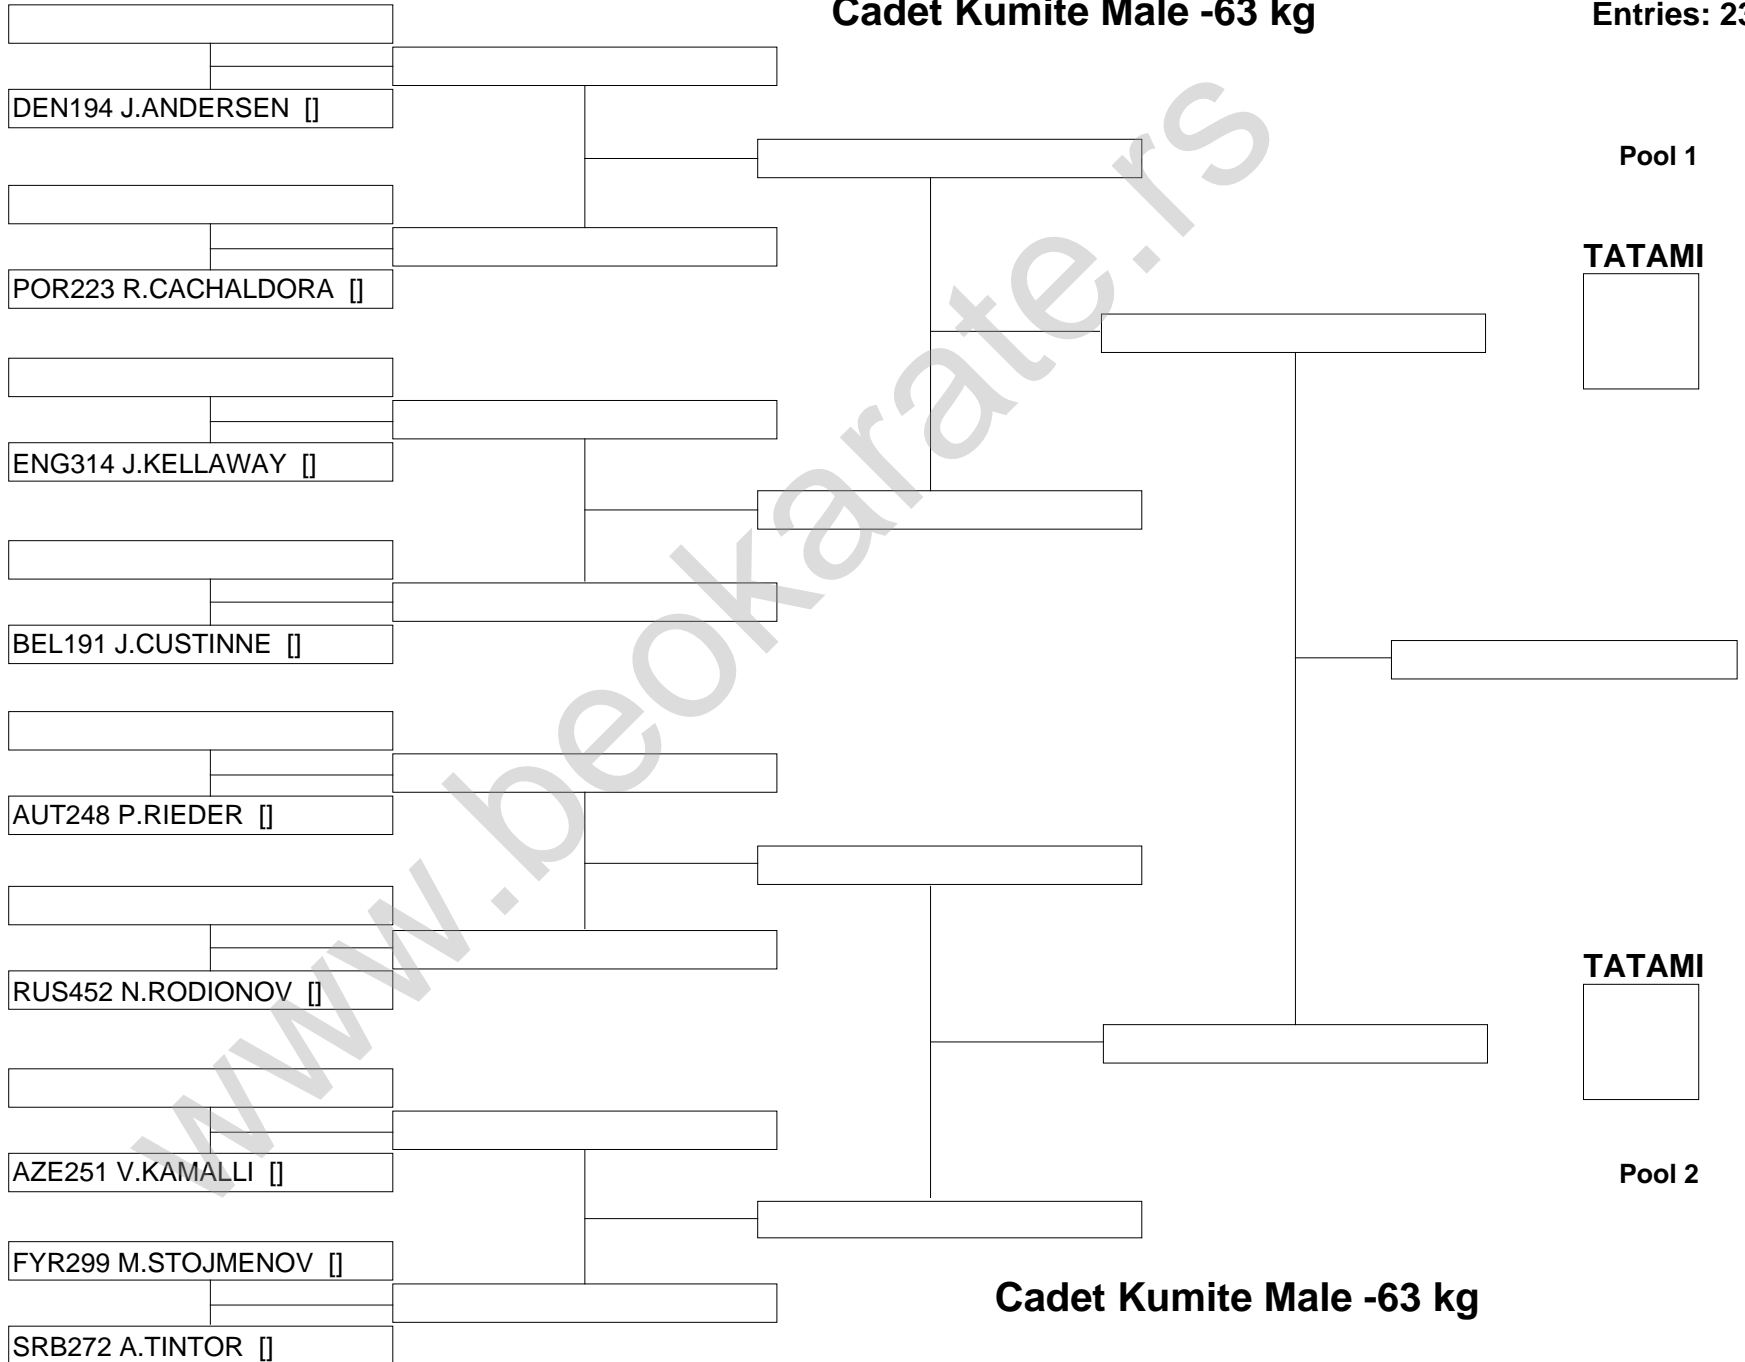 Cadet Kumite Male -63 kg
Entries: 23
DEN194 J.ANDERSEN []
Pool 1
POR223 R.CACHALDORA []
TATAMI
ENG314 J.KELLAWAY []
BEL191 J.CUSTINNE []
AUT248 P.RIEDER []
RUS452 N.RODIONOV []
TATAMI
AZE251 V.KAMALLI []
Pool 2
FYR299 M.STOJMENOV []
Cadet Kumite Male -63 kg
SRB272 A.TINTOR []
www.beokarate.rs